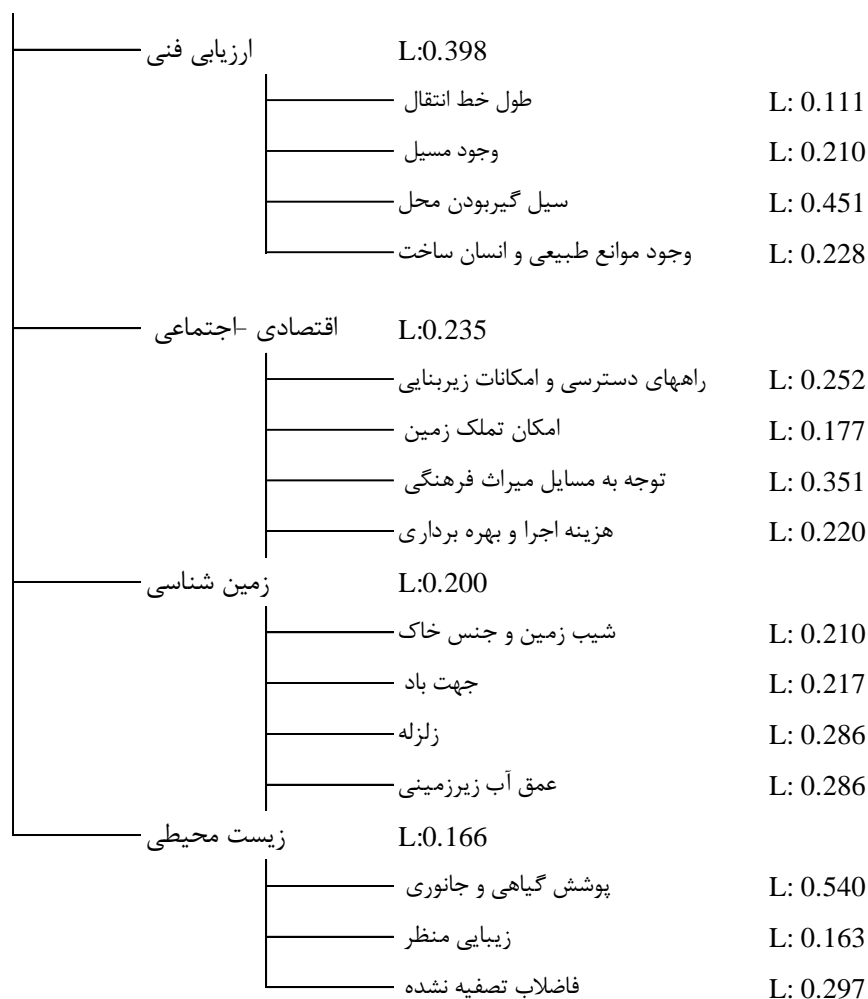 ارزیابی فنی L:0.398
طول خط انتقال L: 0.111
وجود مسیل L: 0.210
سیل گیربودن محل L: 0.451
وجود موانع طبیعی و انسان ساخت L: 0.228
اقتصادی -اجتماعی L:0.235
راههای دسترسی و امکانات زیربنایی L: 0.252
امکان تملک زمین L: 0.177
توجه به مسایل میراث فرهنگی L: 0.351
هزینه اجرا و بهره برداری L: 0.220
زمین شناسی L:0.200
شیب زمین و جنس خاک L: 0.210
جهت باد L: 0.217
زلزله L: 0.286
عمق آب زیرزمینی L: 0.286
زیست محیطی L:0.166
پوشش گیاهی و جانوری L: 0.540
زیبایی منظر L: 0.163
فاضلاب تصفیه نشده L: 0.297